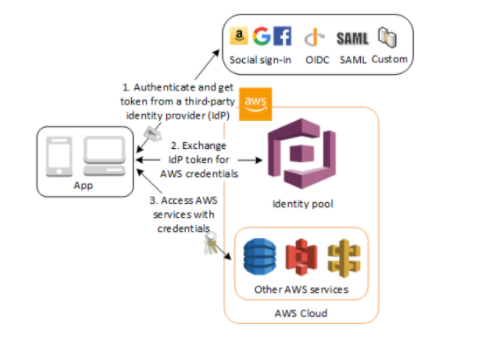 a G f
SAML
Social sign-in OIDC SAML Custom
1. Authenticate and get
token from a third-party
identity provider (IdP)
aws
2. Exchange
IdP token for
AWS credentials
App
Identity pool
3. Access AWS
services with
credentials
Other AWS services
AWS Cloud